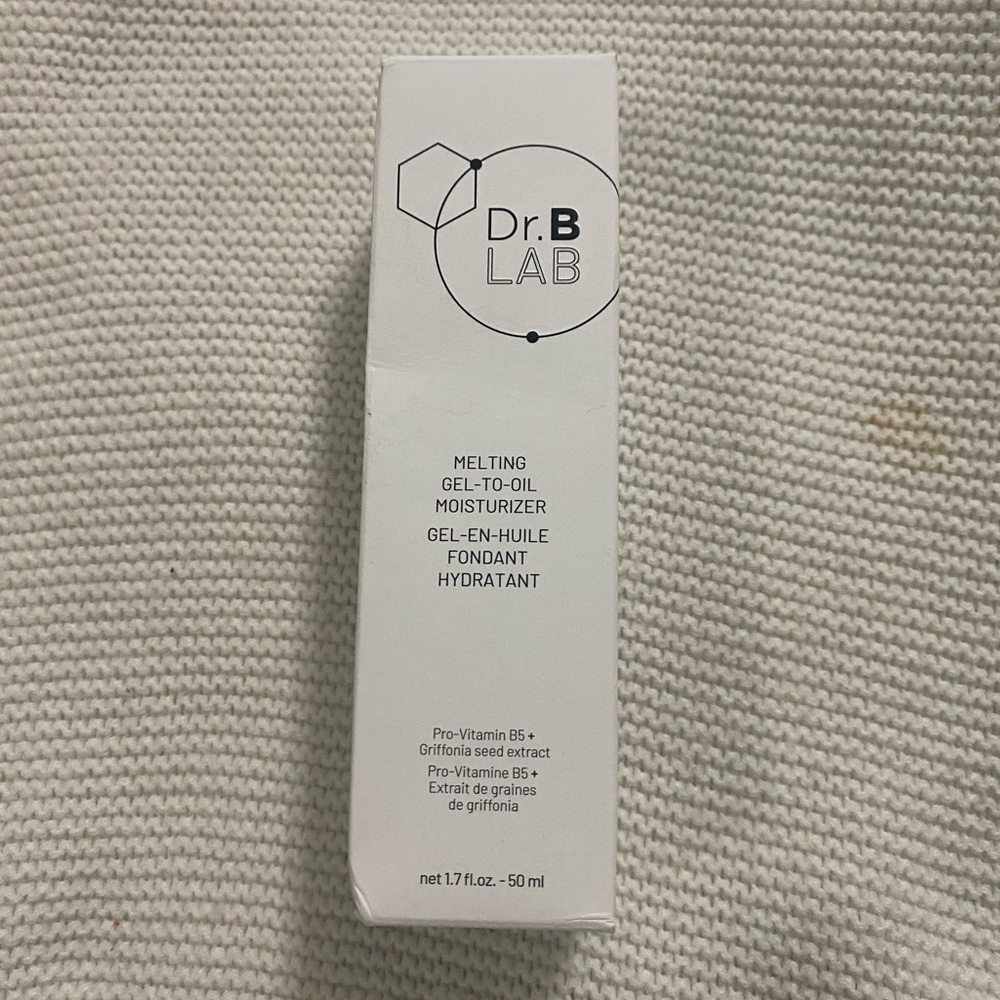 Dr.B
LAB
MELTING
GEL-TO-OIL
MOISTURIZER
GEL-EN-HUILE
FONDANT
HYDRATANT
Pro-Vitamin B5 +
Griffonia seed extract
Pro-Vitamine B5 +
Extrait de graines
de griffonia
net 1.7 fl.oz. - 50 ml